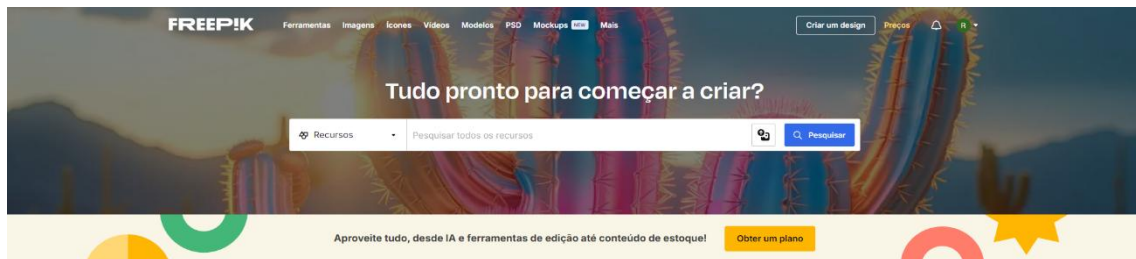 FREEP!K Ferramentas Imagens Ícones Vídeos Modelos PSD Mockups NEW Mais Criar um design Preços R
Tudo pronto para começar a criar?
Recursos Pesquisar todos os recursos Pesquisar
Aproveite tudo, desde IA e ferramentas de edição até conteúdo de estoque! Obter um plano